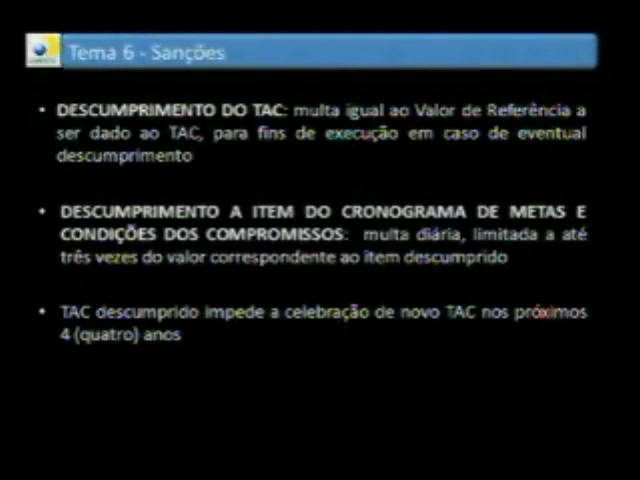 Tema 6 - Sanções
• DESCUMPRIMENTO DO TAC: multa igual ao Valor de Referência a
ser dado ao TAC, para fins de execução em caso de eventual
descumprimento
• DESCUMPRIMENTO A ITEM DO CRONOGRAMA DE METAS E
CONDIÇÕES DOS COMPROMISSOS: multa diária, limitada a até
três vezes do valor correspondente ao item descumprido
• TAC descumprido impede a celebração de novo TAC nos próximos
4 (quatro) anos